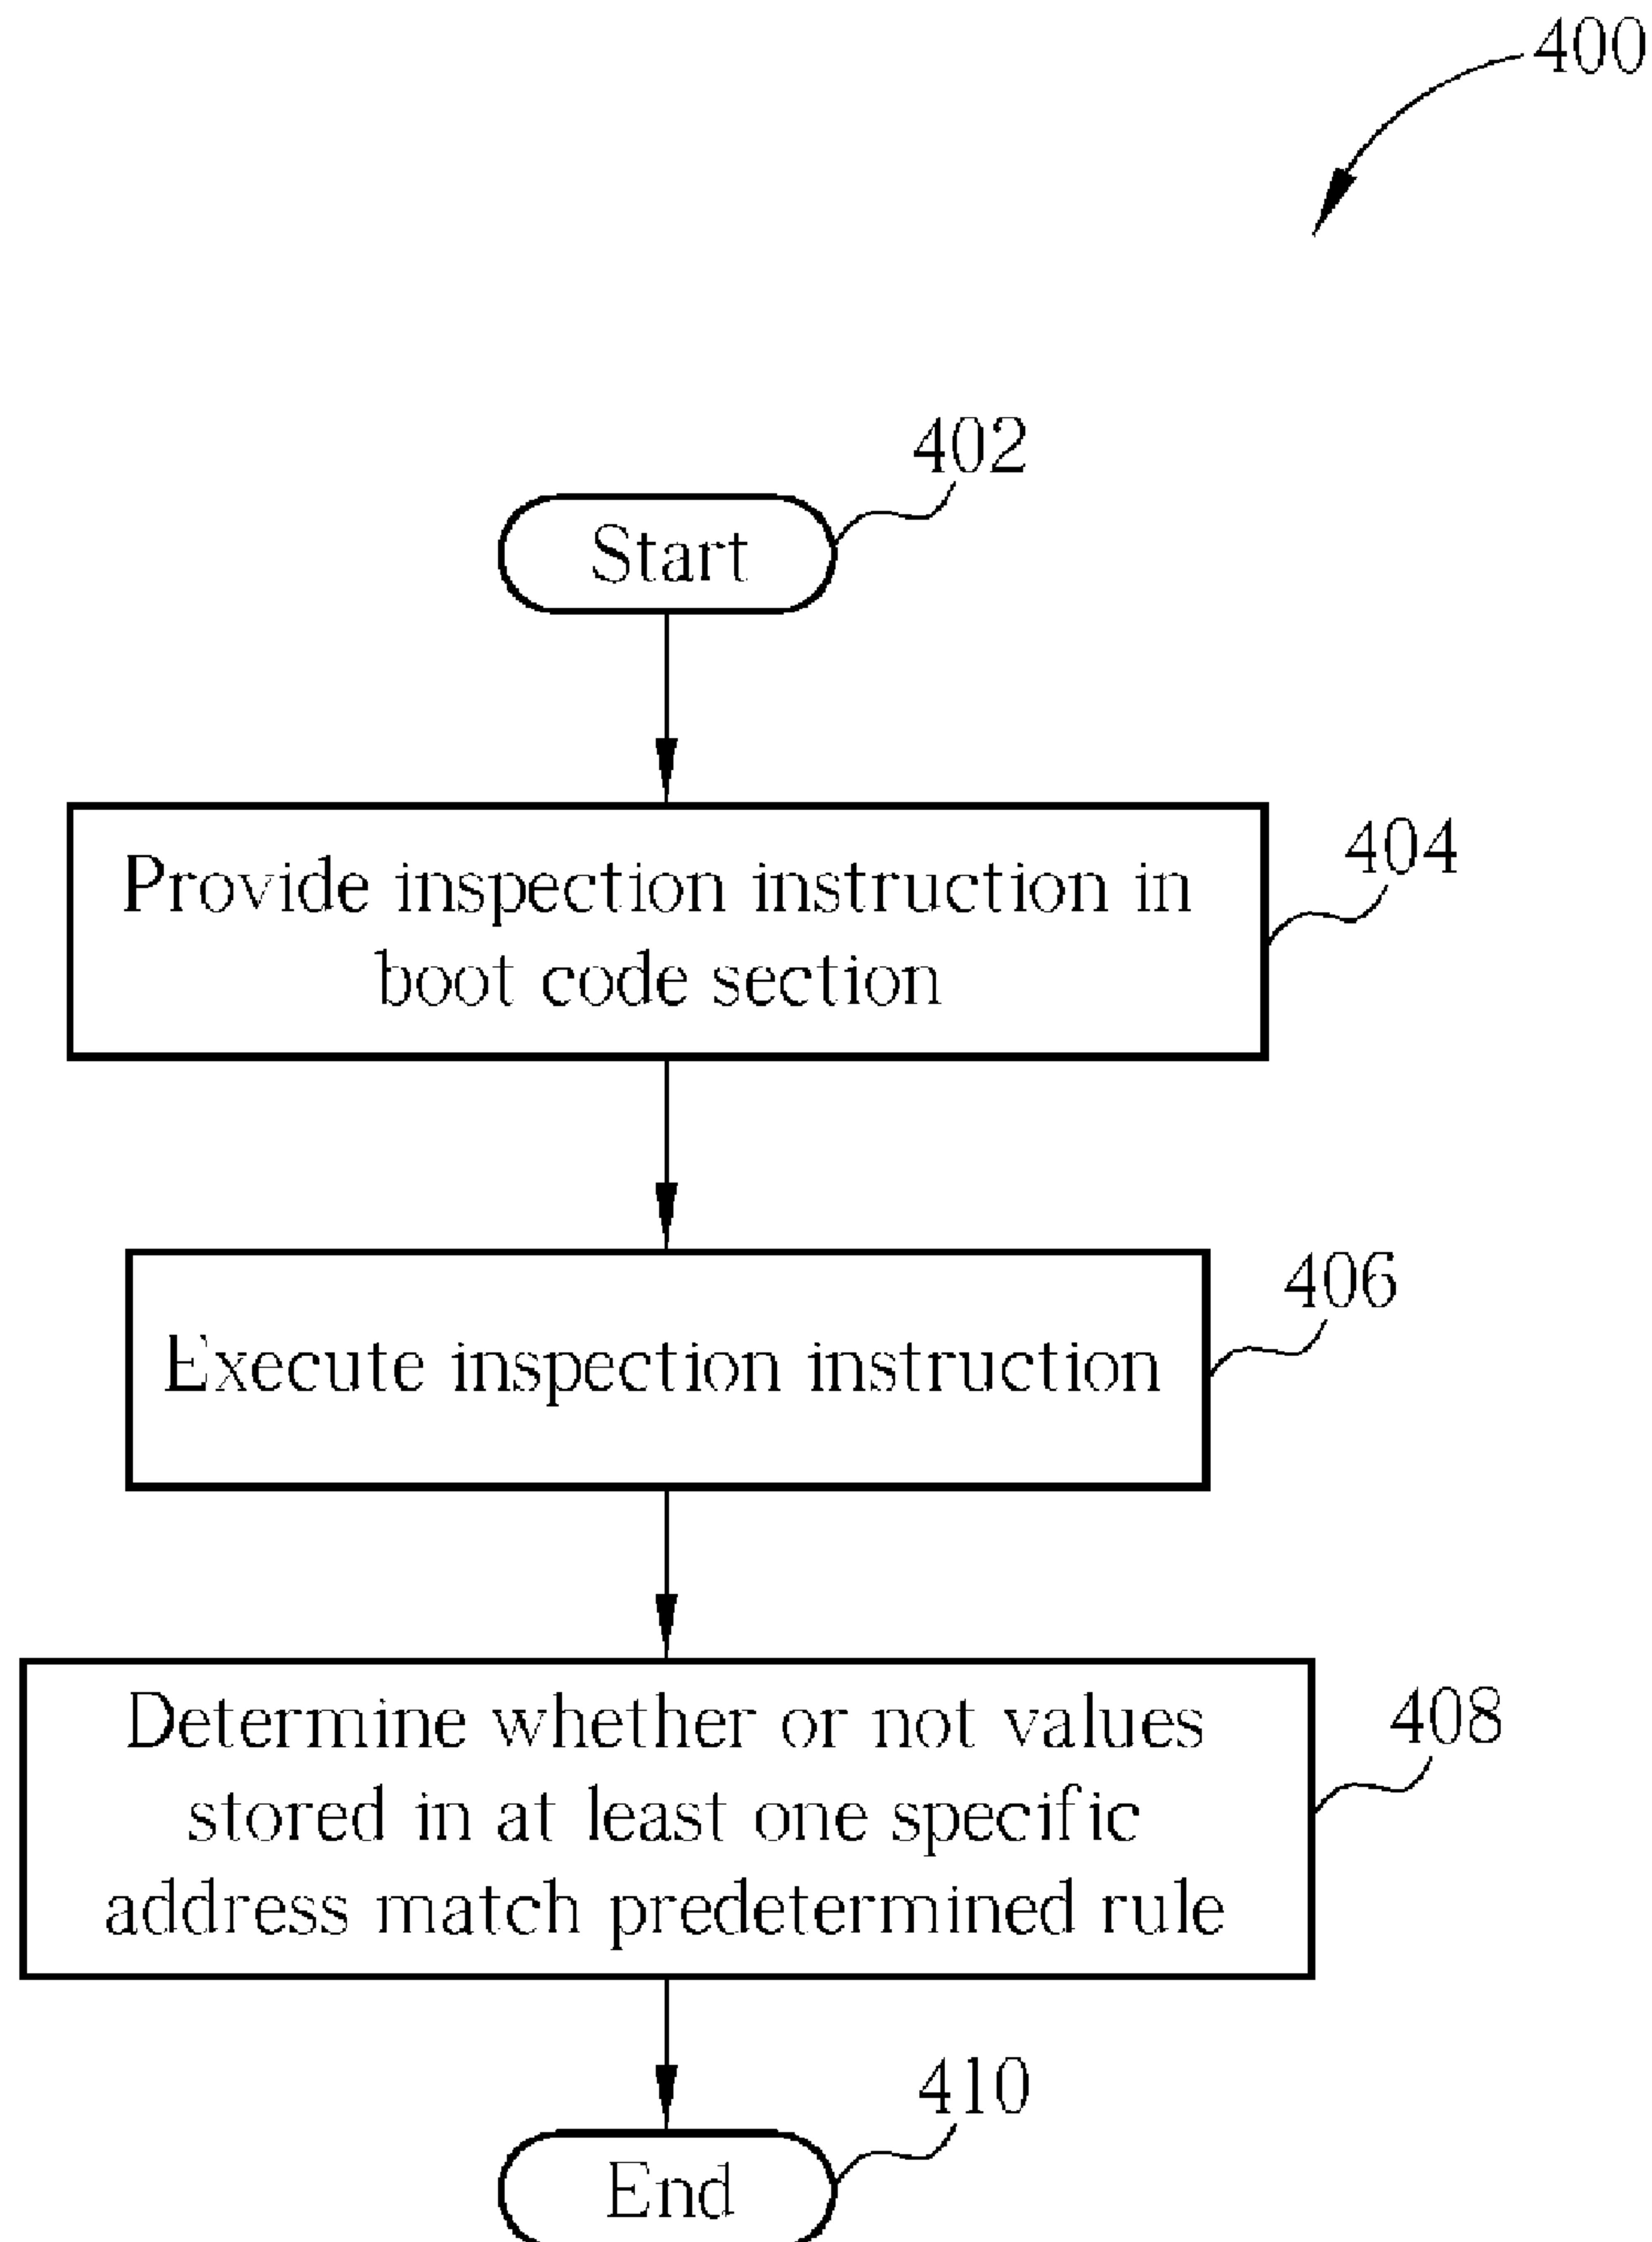 400
402
Start
404
Provide inspection instruction in
boot code section
406
Execute inspection instruction
408
Determine whether or not values
stored in at least one specific
address match predetermined rule
410
End